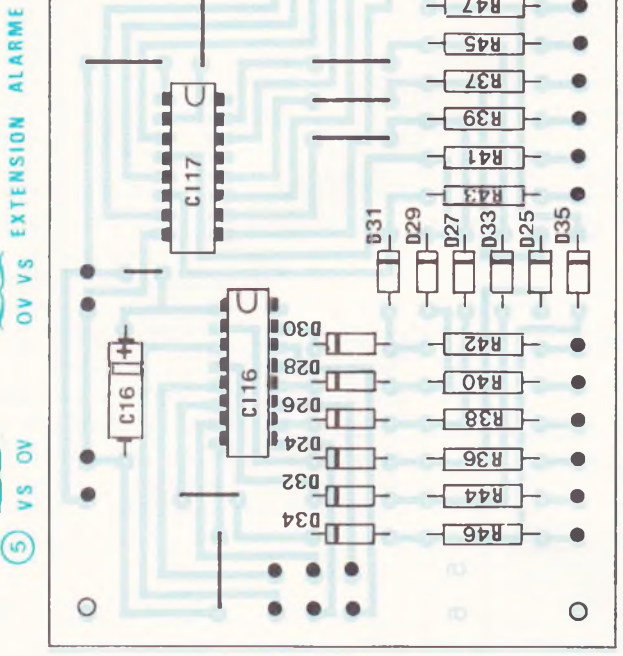 EXTENSION ALARME
OV VS
VS OV
5
R47
R45
R37
R39
R41
R43
CI17
D31
D29
D27
D33
D25
D35
CI16
C16
+
D30
D28
D26
D24
D32
D34
R42
R40
R38
R36
R44
R46